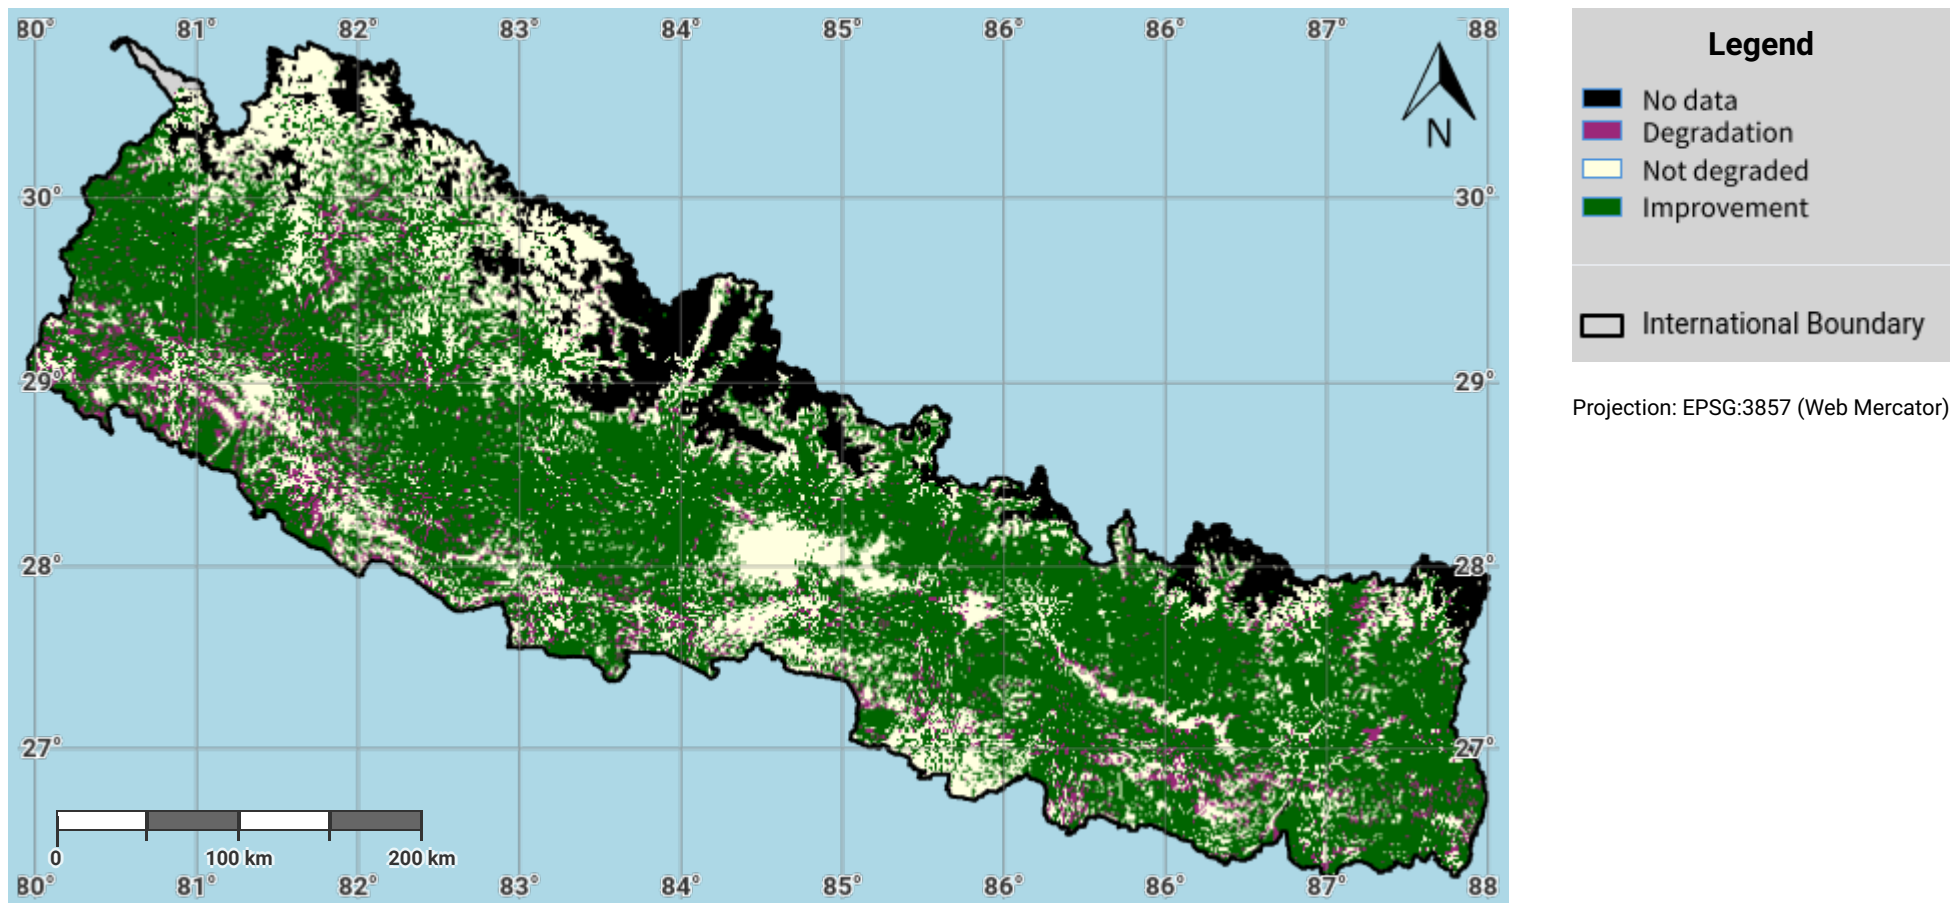 80° 81° 82° 83° 84° 85° 86° 86° 87° 88
Legend
No data
Degradation
Not degraded
Improvement
International Boundary
Projection: EPSG:3857 (Web Mercator)
N
30° 30°
29° 29°
28° 28°
27° 27°
0 100 km 200 km
80° 81° 82° 83° 84° 85° 86° 86° 87° 88